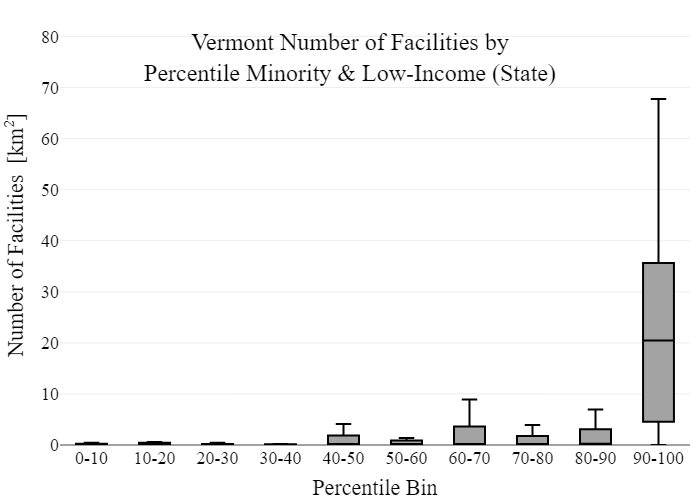 Vermont Number of Facilities by
Percentile Minority & Low-Income (State)
Number of Facilities [km²]
80
70
60
50
40
30
20
10
0
0-10 10-20 20-30 30-40 40-50 50-60 60-70 70-80 80-90 90-100
Percentile Bin